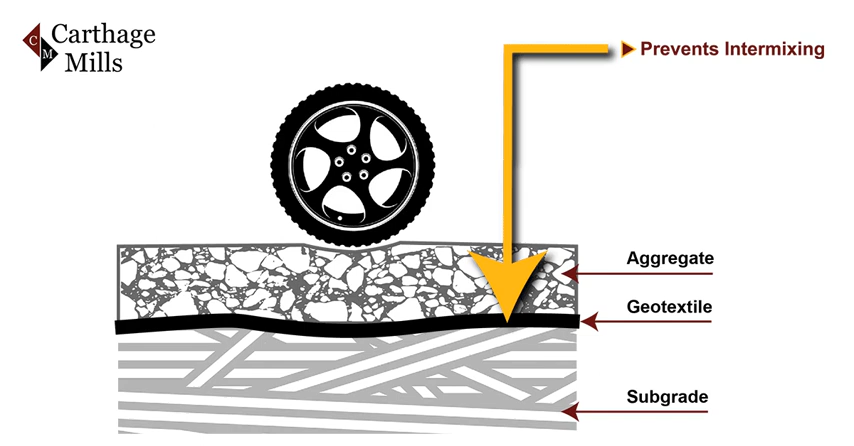 Carthage
Mills
C
M
Prevents Intermixing
Aggregate
Geotextile
Subgrade